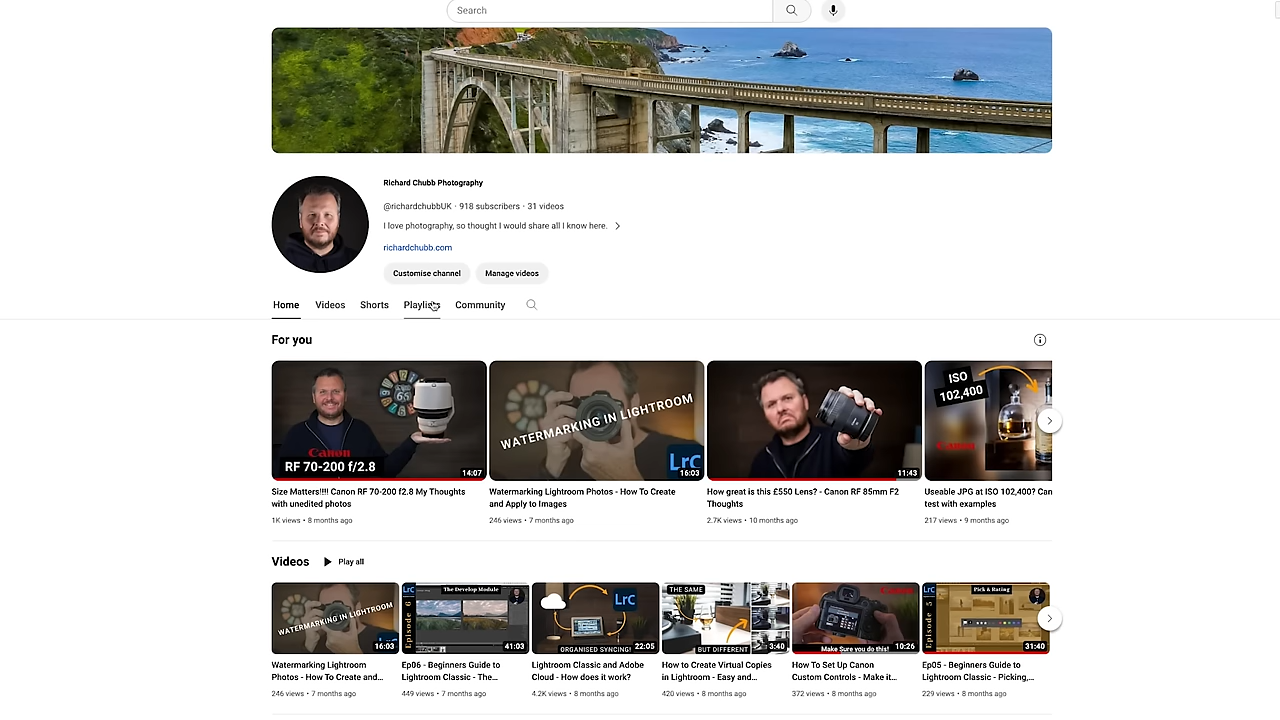 Search
Richard Chubb Photography
@richardchubbUK · 918 subscribers · 31 videos
I love photography, so thought I would share all I know here.
richardchubb.com
Customise channel
Manage videos
Home
Videos
Shorts
Playlists
Community
For you
Canon
RF 70-200 f/2.8
14:07
WATERMARKING IN LIGHTROOM
LrC
16:03
11:43
ISO
102,400
Canon
Size Matters!!!! Canon RF 70-200 f2.8 My Thoughts
with unedited photos
1K views • 8 months ago
Watermarking Lightroom Photos - How To Create
and Apply to Images
246 views • 7 months ago
How great is this £550 Lens? - Canon RF 85mm F2
Thoughts
2.7K views • 10 months ago
Useable JPG at ISO 102,400? Can
test with examples
217 views • 9 months ago
Videos
Play all
WATERMARKING IN LIGHTROOM
LrC
16:03
LrC
The Develop Module
Episode 6
41:03
LrC
ORGANISED SYNCING!
22:05
THE SAME
BUT DIFFERENT
3:40
Canon
Make Sure you do this!
10:26
LrC
Pick & Rating
Episode 5
31:40
Watermarking Lightroom
Photos - How To Create and...
246 views • 7 months ago
Ep06 - Beginners Guide to
Lightroom Classic - The...
449 views • 7 months ago
Lightroom Classic and Adobe
Cloud - How does it work?
4.2K views • 8 months ago
How to Create Virtual Copies
in Lightroom - Easy and...
420 views • 8 months ago
How To Set Up Canon
Custom Controls - Make it...
372 views • 8 months ago
Ep05 - Beginners Guide to
Lightroom Classic - Picking,...
229 views • 8 months ago